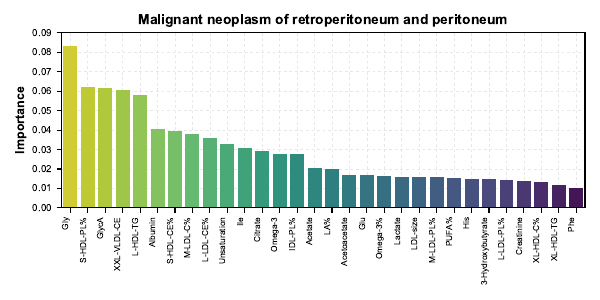 Malignant neoplasm of retroperitoneum and peritoneum
Importance
0.09
0.08
0.07
0.06
0.05
0.04
0.03
0.02
0.01
0.00
Gly
S-HDL-PL%
GlycA
XXL-VLDL-CE
L-HDL-TG
Albumin
S-HDL-CE%
M-LDL-C%
L-LDL-CE%
Unsaturation
Ile
Citrate
Omega-3
IDL-PL%
Acetate
LA%
Acetoacetate
Glu
Omega-3%
Lactate
LDL-size
M-LDL-PL%
PUFA%
His
3-Hydroxybutyrate
L-LDL-PL%
Creatinine
XL-HDL-C%
XL-HDL-TG
Phe